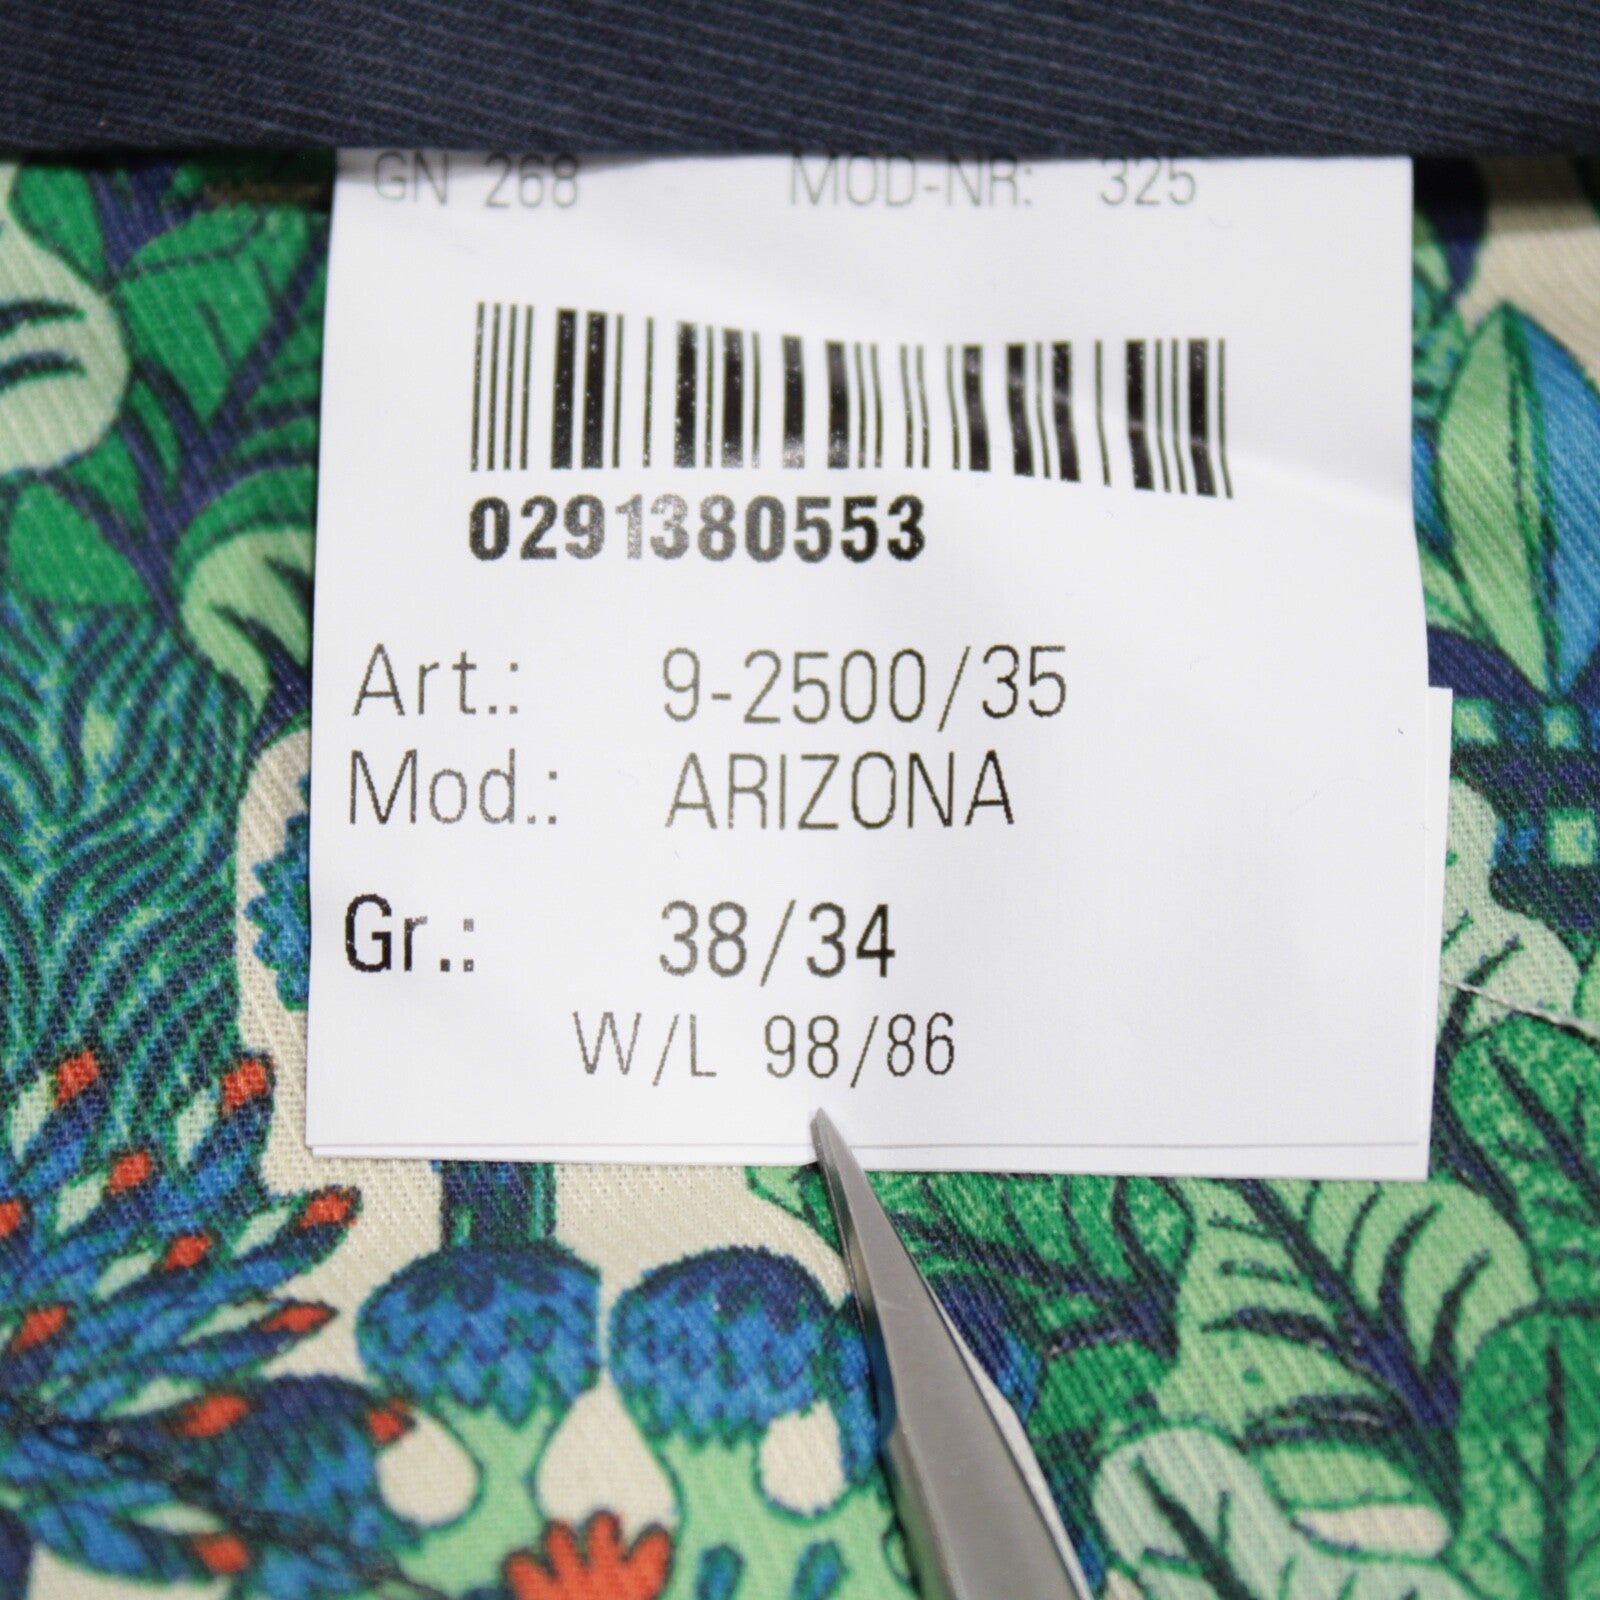 GN 268 MOD-NR: 325
0291380553
Art.: 9-2500/35
Mod.: ARIZONA
Gr.: 38/34
W/L 98/86